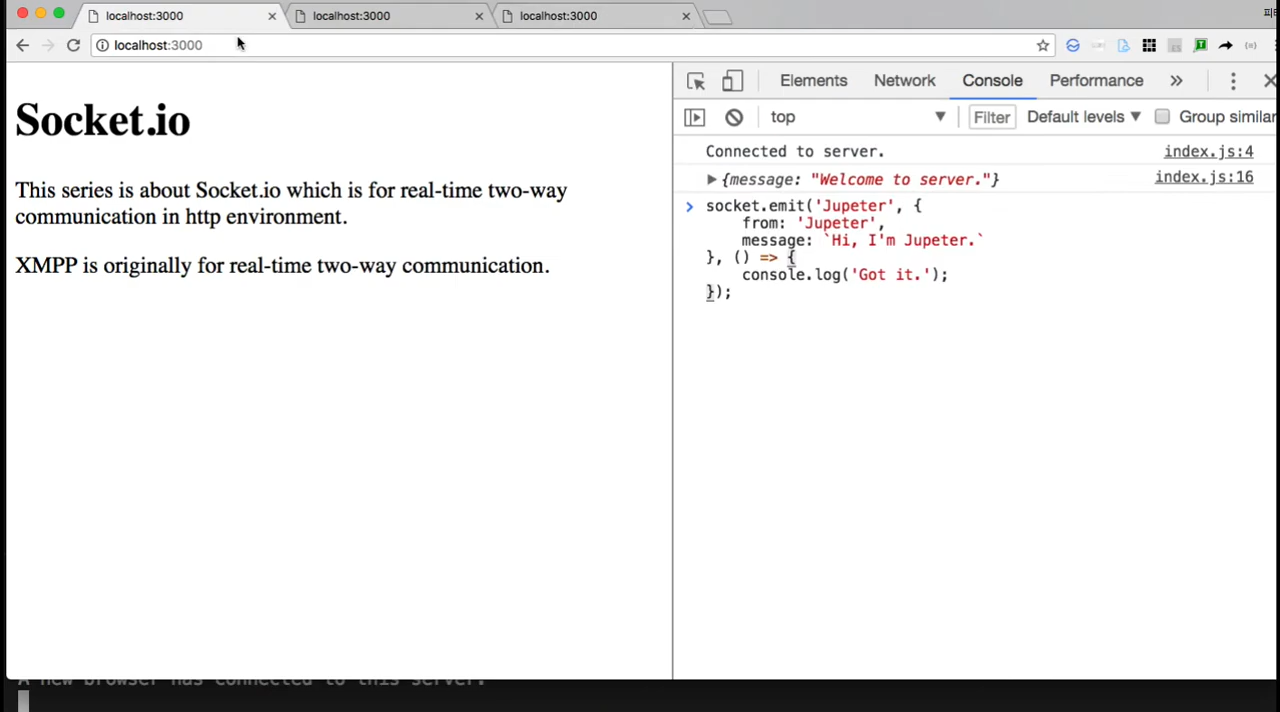 localhost:3000
localhost:3000
localhost:3000
localhost:3000
Elements
Network
Console
Performance
top
Filter
Default levels
Group similar
Socket.io
This series is about Socket.io which is for real-time two-way
communication in http environment.
XMPP is originally for real-time two-way communication.
Connected to server. index.js:4
{message: "Welcome to server."} index.js:16
socket.emit('Jupeter', {
from: 'Jupeter',
message: `Hi, I'm Jupeter.`
}, () => {
console.log('Got it.');
});
A new browser has connected to this server.